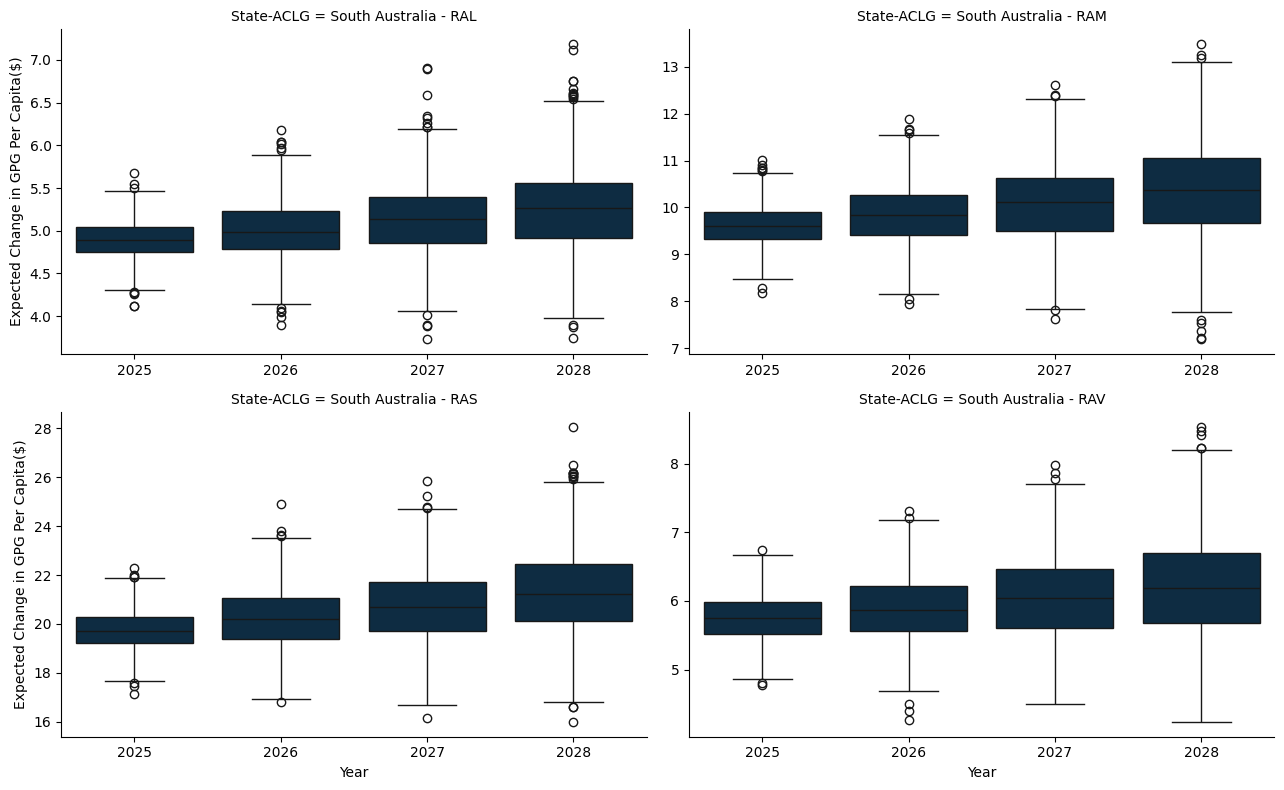 State-ACLG = South Australia - RAL
Expected Change in GPG Per Capita($)
7.0
6.5
6.0
5.5
5.0
4.5
4.0
2025 2026 2027 2028
State-ACLG = South Australia - RAM
13
12
11
10
9
8
7
2025 2026 2027 2028
State-ACLG = South Australia - RAS
Expected Change in GPG Per Capita($)
28
26
24
22
20
18
16
2025 2026 2027 2028
Year
State-ACLG = South Australia - RAV
8
7
6
5
2025 2026 2027 2028
Year